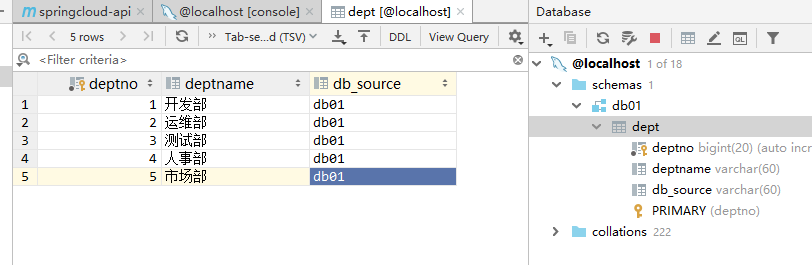 springcloud-api
@localhost [console]
dept [@localhost]
5 rows
Tab-se...d (TSV)
DDL
View Query
<Filter criteria>
deptno deptname db_source
1 1 开发部 db01
2 2 运维部 db01
3 3 测试部 db01
4 4 人事部 db01
5 5 市场部 db01
Database
QL
@localhost 1 of 18
schemas 1
db01
dept
deptno bigint(20) (auto incr
deptname varchar(60)
db_source varchar(60)
PRIMARY (deptno)
collations 222